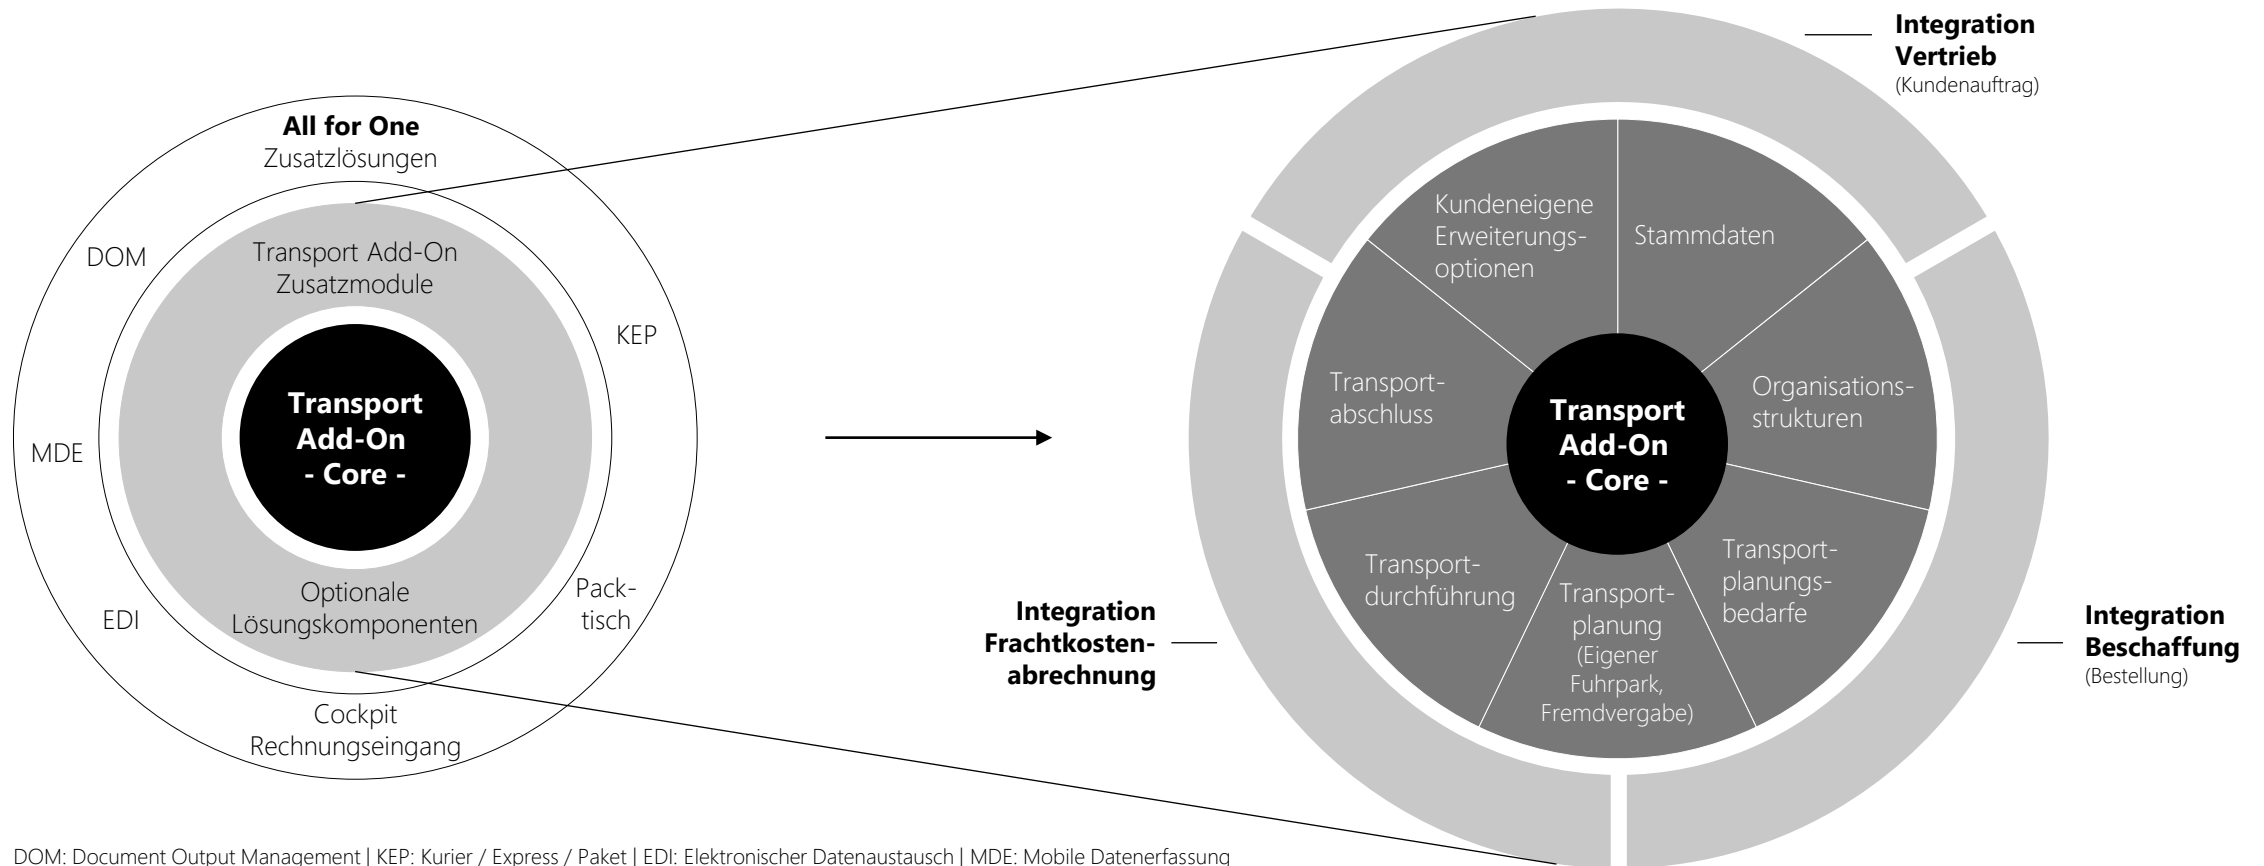 All for One
Zusatzlösungen
DOM
KEP
MDE
EDI
Pack-
tisch
Cockpit
Rechnungseingang
Transport Add-On
Zusatzmodule
Transport
Add-On
- Core -
Optionale
Lösungskomponenten
Integration
Vertrieb
(Kundenauftrag)
Kundeneigene
Erweiterungs-
optionen
Stammdaten
Transport-
abschluss
Organisations-
strukturen
Transport
Add-On
- Core -
Transport-
durchführung
Transport-
planung
(Eigener
Fuhrpark,
Fremdvergabe)
Transport-
planungs-
bedarfe
Integration
Frachtkosten-
abrechnung
Integration
Beschaffung
(Bestellung)
DOM: Document Output Management | KEP: Kurier / Express / Paket | EDI: Elektronischer Datenaustausch | MDE: Mobile Datenerfassung